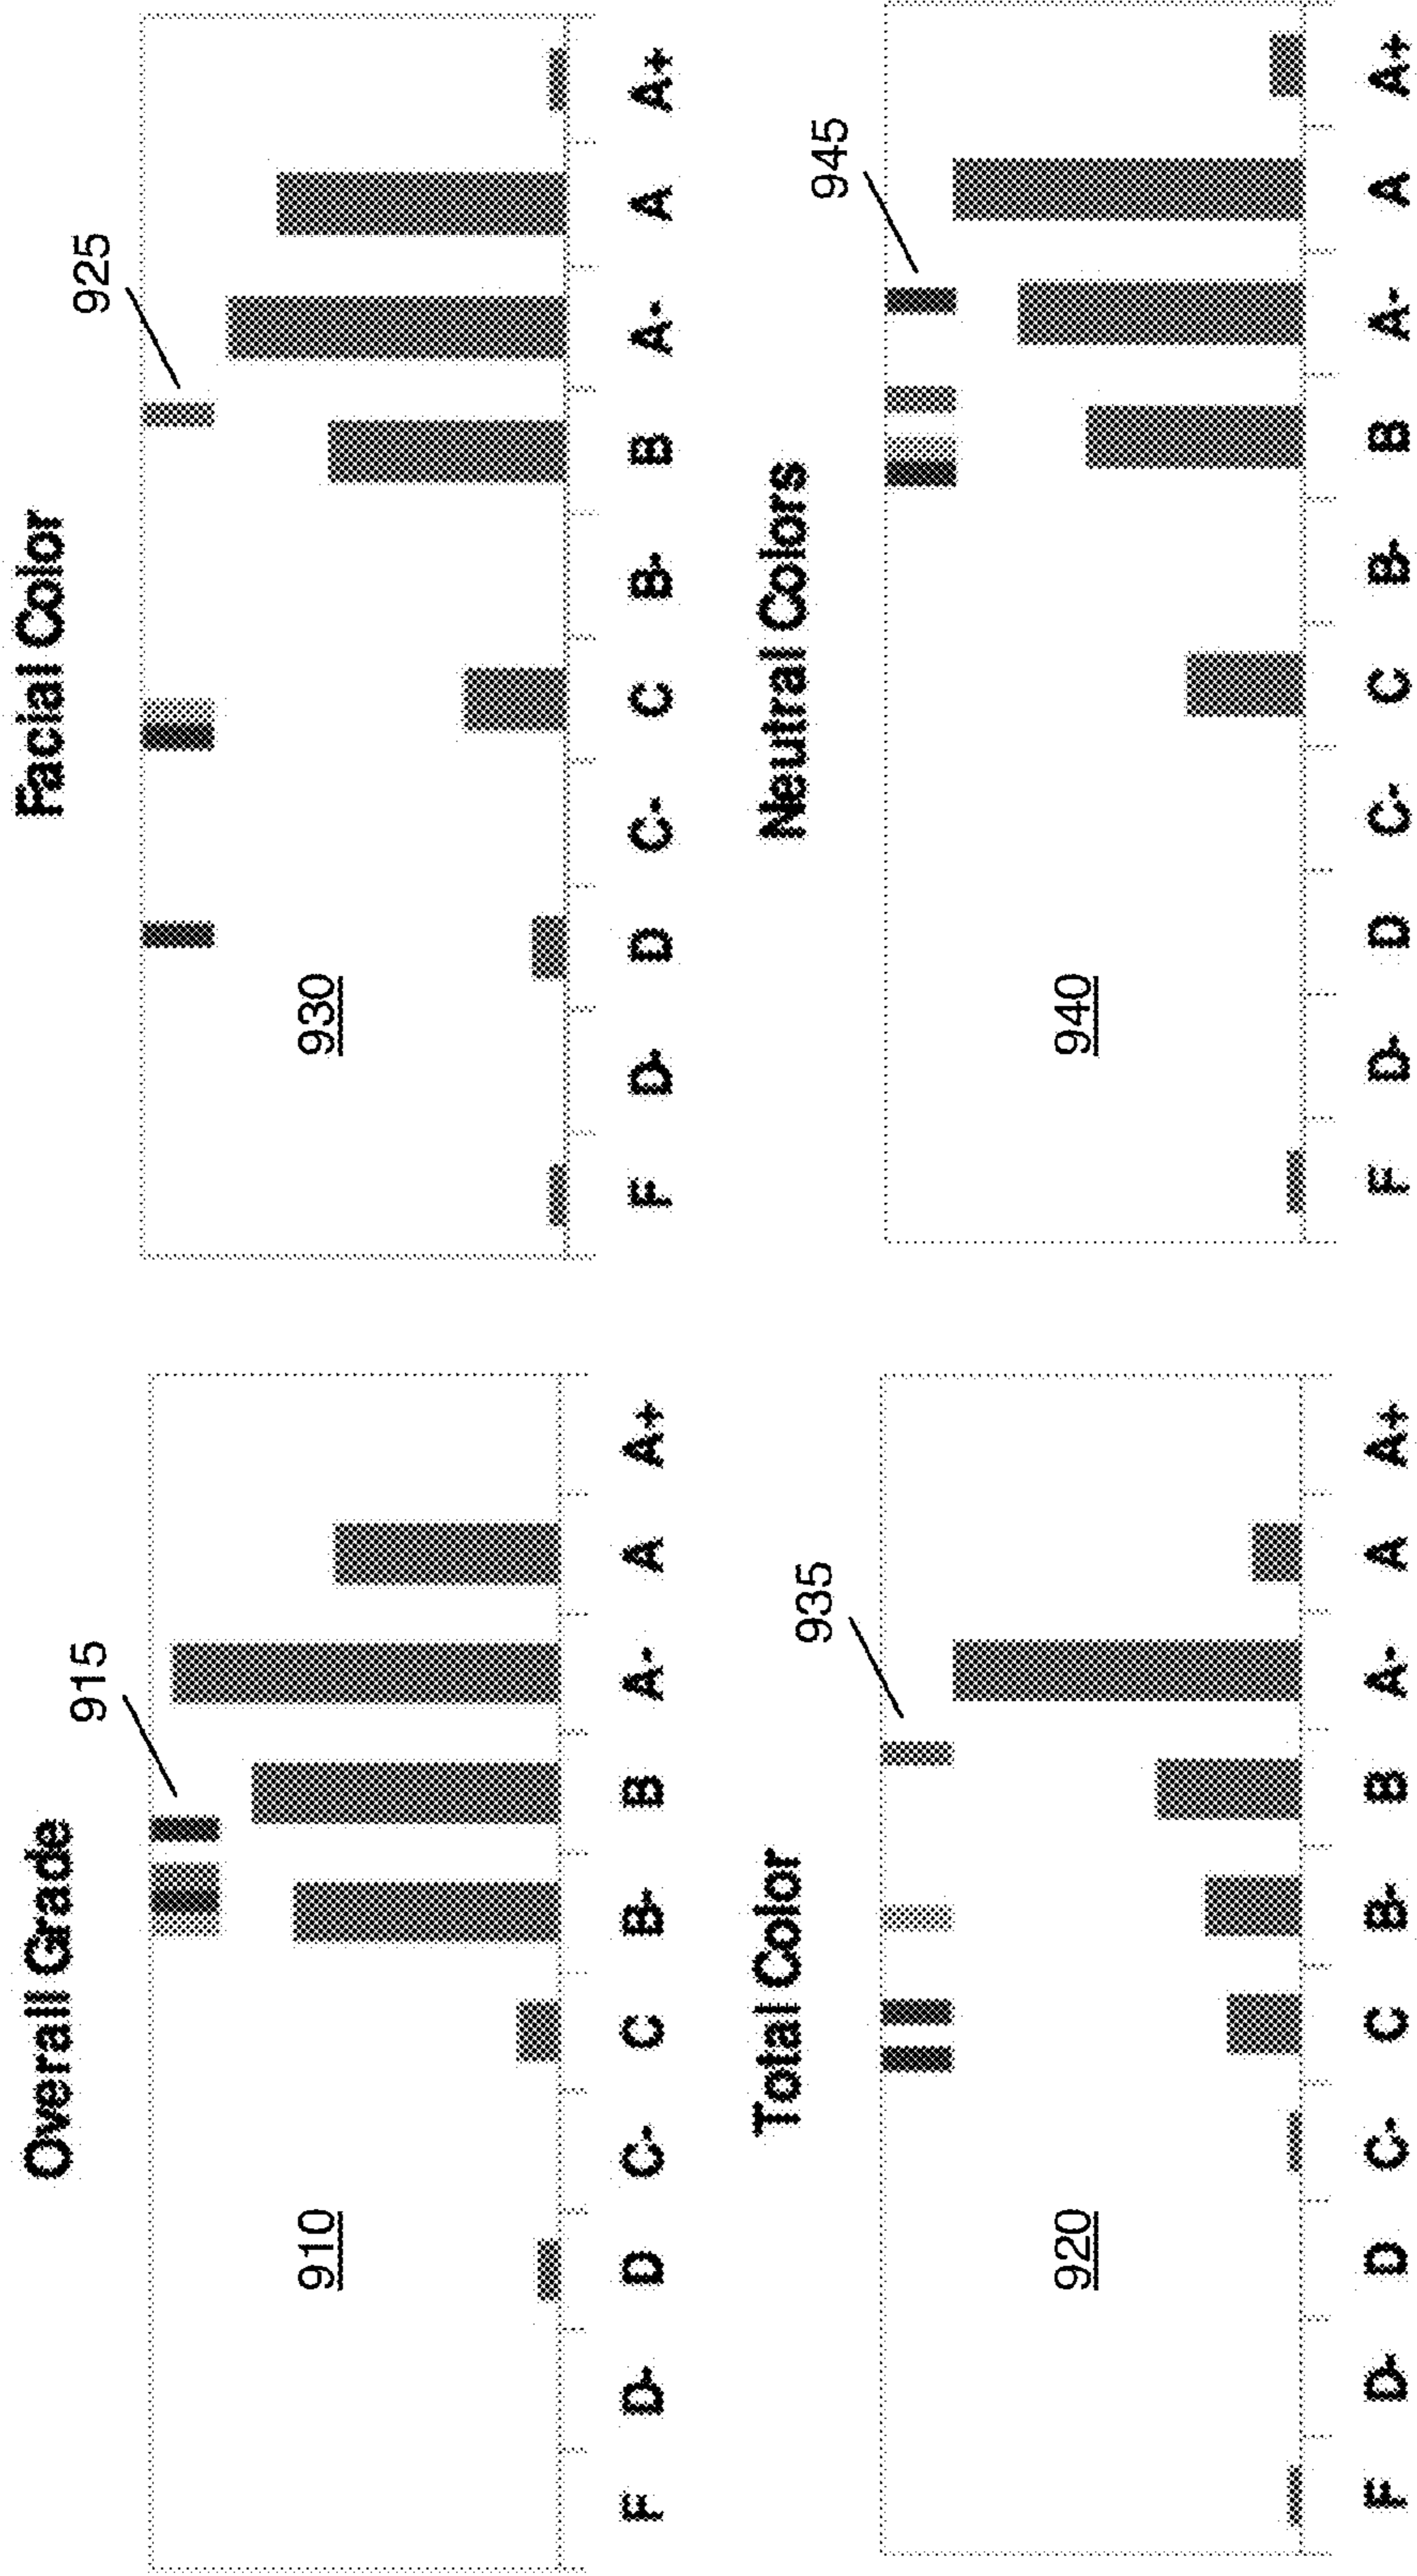 Overall Grade
915
910
F D- D C- C B- B A- A A+
Facial Color
925
930
F D- D C- C B- B A- A A+
Total Color
935
920
F D- D C- C B- B A- A A+
Neutral Colors
945
940
F D- D C- C B- B A- A A+